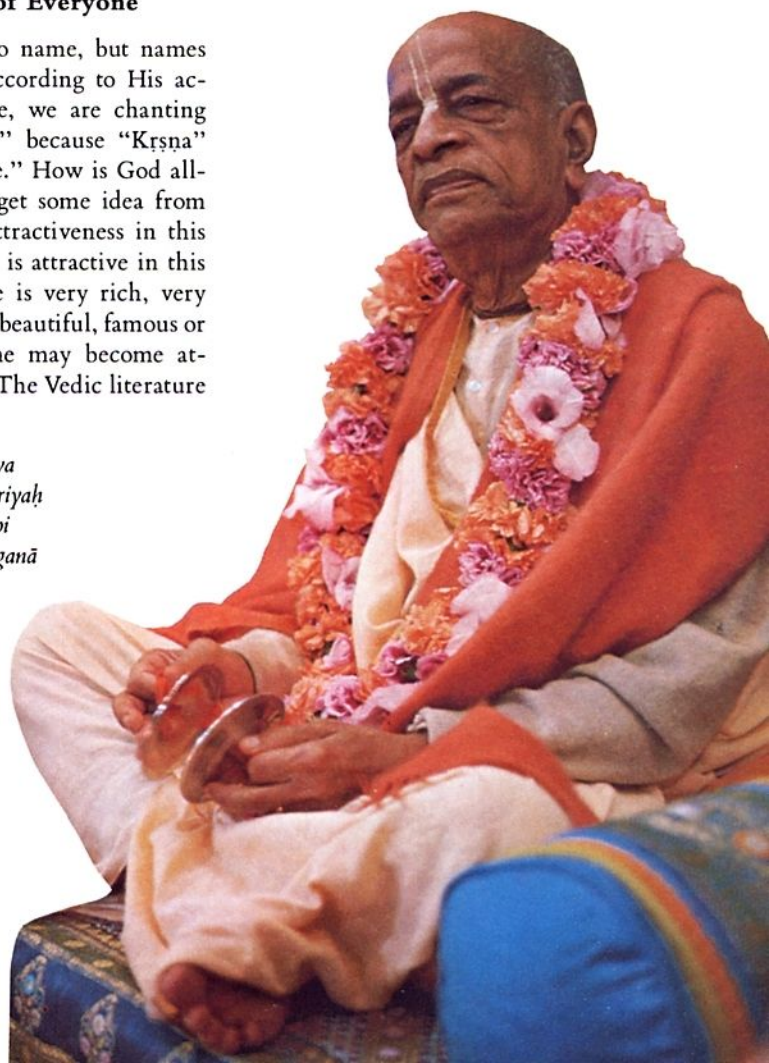 of Everyone
o name, but names
ccording to His ac-
e, we are chanting
” because “Kṛṣṇa”
e.” How is God all-
get some idea from
ttractiveness in this
is attractive in this
e is very rich, very
beautiful, famous or
ne may become at-
The Vedic literature
va
riyaḥ
pi
ganā